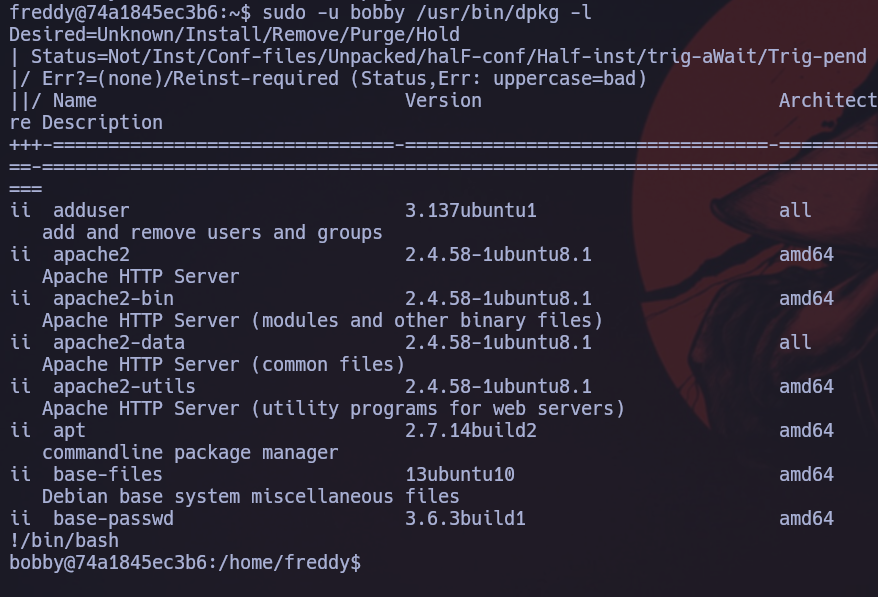 freddy@74a1845ec3b6:~$ sudo -u bobby /usr/bin/dpkg -l
Desired=Unknown/Install/Remove/Purge/Hold
| Status=Not/Inst/Conf-files/Unpacked/halF-conf/Half-inst/trig-aWait/Trig-pend
|/ Err?=(none)/Reinst-required (Status,Err: uppercase=bad)
||/ Name                            Version                           Architect
re Description
+++-===============================-=================================-=========
==-============================================================================
===
ii  adduser                         3.137ubuntu1                      all
   add and remove users and groups
ii  apache2                         2.4.58-1ubuntu8.1                 amd64
   Apache HTTP Server
ii  apache2-bin                     2.4.58-1ubuntu8.1                 amd64
   Apache HTTP Server (modules and other binary files)
ii  apache2-data                    2.4.58-1ubuntu8.1                 all
   Apache HTTP Server (common files)
ii  apache2-utils                   2.4.58-1ubuntu8.1                 amd64
   Apache HTTP Server (utility programs for web servers)
ii  apt                             2.7.14build2                      amd64
   commandline package manager
ii  base-files                      13ubuntu10                        amd64
   Debian base system miscellaneous files
ii  base-passwd                     3.6.3build1                       amd64
!/bin/bash
bobby@74a1845ec3b6:/home/freddy$